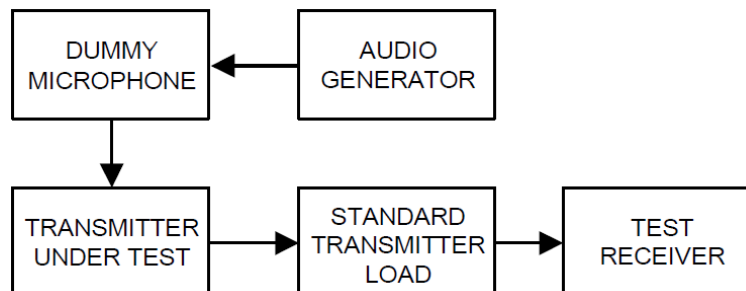 DUMMY
MICROPHONE
AUDIO
GENERATOR
TRANSMITTER
UNDER TEST
STANDARD
TRANSMITTER
LOAD
TEST
RECEIVER